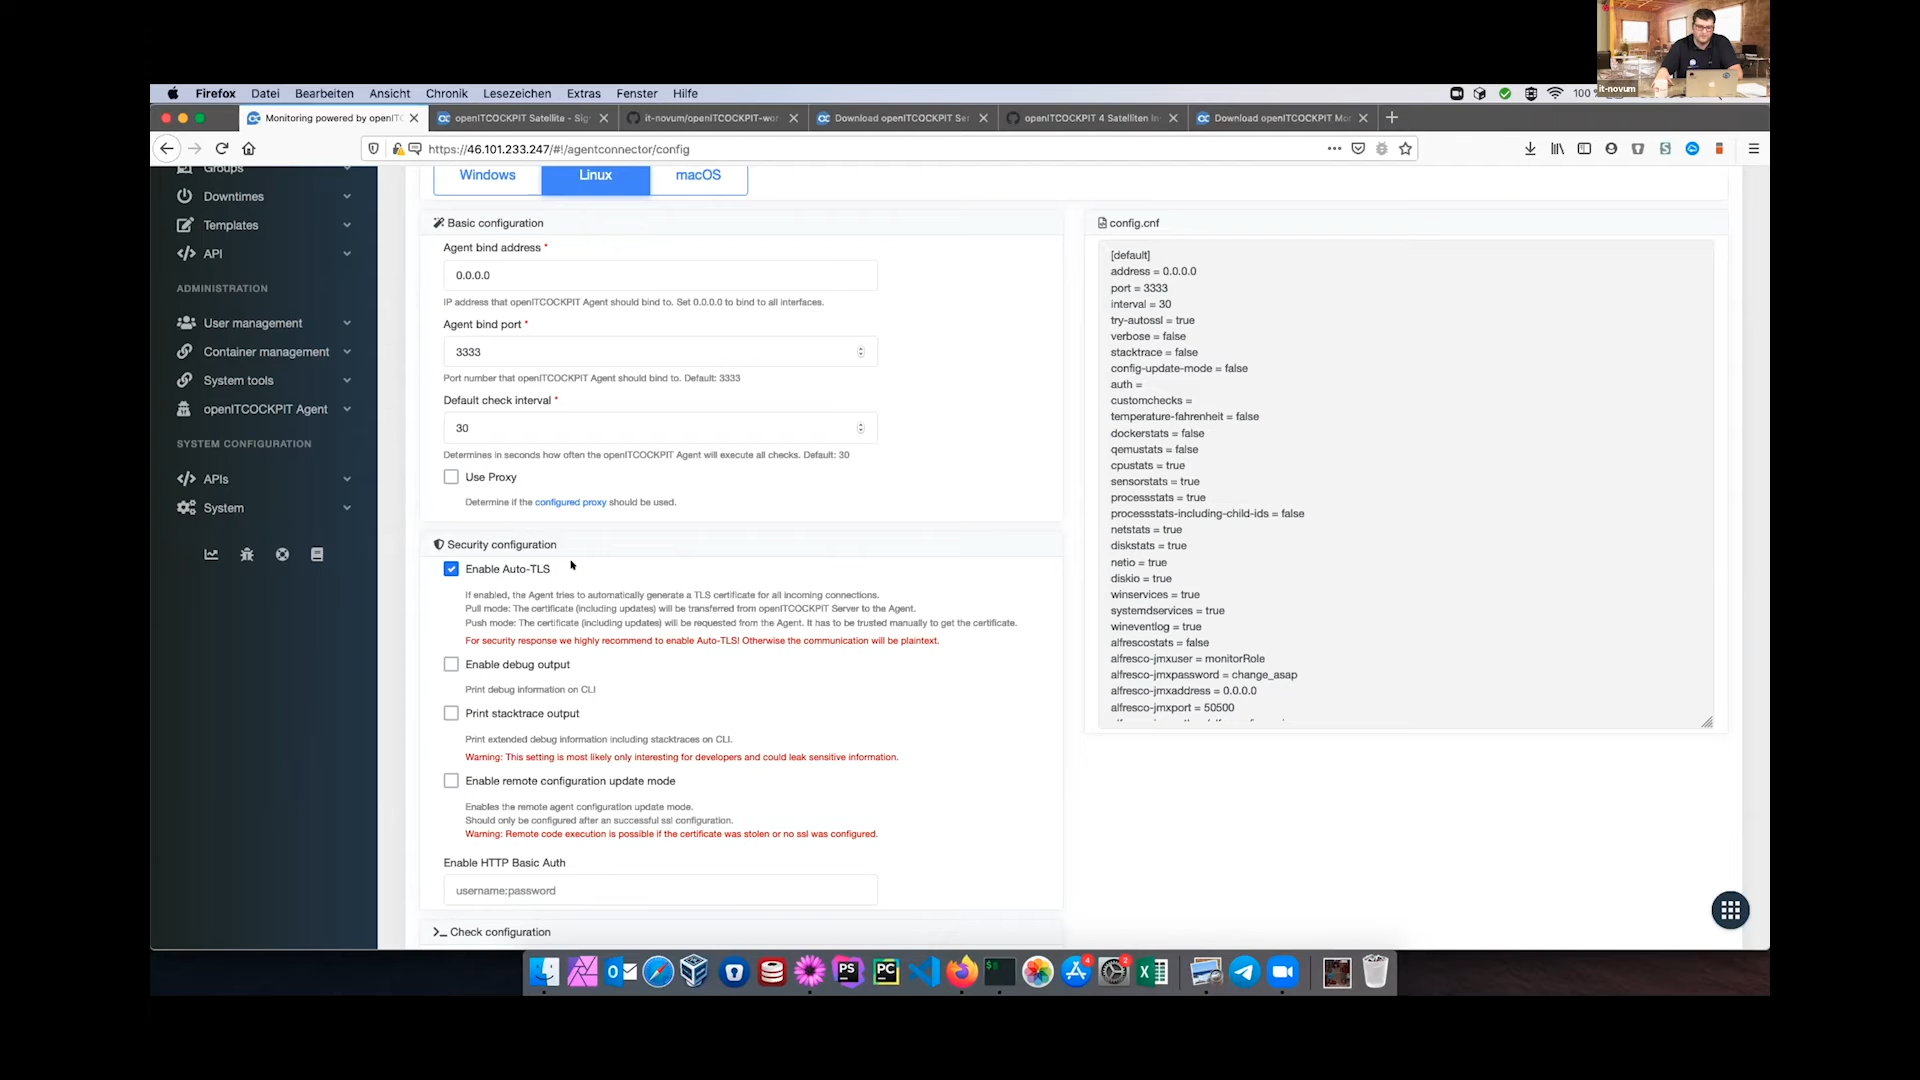 it-novum
Firefox Datei Bearbeiten Ansicht Chronik Lesezeichen Extras Fenster Hilfe
100
Monitoring powered by openITC
openITCOCKPIT Satellite - Sig
it-novum/openITCOCKPIT-wor
Download openITCOCKPIT Ser
openITCOCKPIT 4 Satelliten In
Download openITCOCKPIT Mor
https://46.101.233.247/#!/agentconnector/config
Groups
Downtimes
Templates
API
ADMINISTRATION
User management
Container management
System tools
openITCOCKPIT Agent
SYSTEM CONFIGURATION
APIs
System
Windows
Linux
macOS
Basic configuration
Agent bind address *
0.0.0.0
IP address that openITCOCKPIT Agent should bind to. Set 0.0.0.0 to bind to all interfaces.
Agent bind port *
3333
Port number that openITCOCKPIT Agent should bind to. Default: 3333
Default check interval *
30
Determines in seconds how often the openITCOCKPIT Agent will execute all checks. Default: 30
Use Proxy
Determine if the configured proxy should be used.
Security configuration
Enable Auto-TLS
If enabled, the Agent tries to automatically generate a TLS certificate for all incoming connections.
Pull mode: The certificate (including updates) will be transferred from openITCOCKPIT Server to the Agent.
Push mode: The certificate (including updates) will be requested from the Agent. It has to be trusted manually to get the certificate.
For security response we highly recommend to enable Auto-TLS! Otherwise the communication will be plaintext.
Enable debug output
Print debug information on CLI
Print stacktrace output
Print extended debug information including stacktraces on CLI.
Warning: This setting is most likely only interesting for developers and could leak sensitive information.
Enable remote configuration update mode
Enables the remote agent configuration update mode.
Should only be configured after an successful ssl configuration.
Warning: Remote code execution is possible if the certificate was stolen or no ssl was configured.
Enable HTTP Basic Auth
username:password
Check configuration
config.cnf
[default]
address = 0.0.0.0
port = 3333
interval = 30
try-autossl = true
verbose = false
stacktrace = false
config-update-mode = false
auth =
customchecks =
temperature-fahrenheit = false
dockerstats = false
qemustats = false
cpustats = true
sensorstats = true
processstats = true
processstats-including-child-ids = false
netstats = true
diskstats = true
netio = true
diskio = true
winservices = true
systemdservices = true
wineventlog = true
alfrescostats = false
alfresco-jmxuser = monitorRole
alfresco-jmxpassword = change_asap
alfresco-jmxaddress = 0.0.0.0
alfresco-jmxport = 50500
PS
PC
4
2